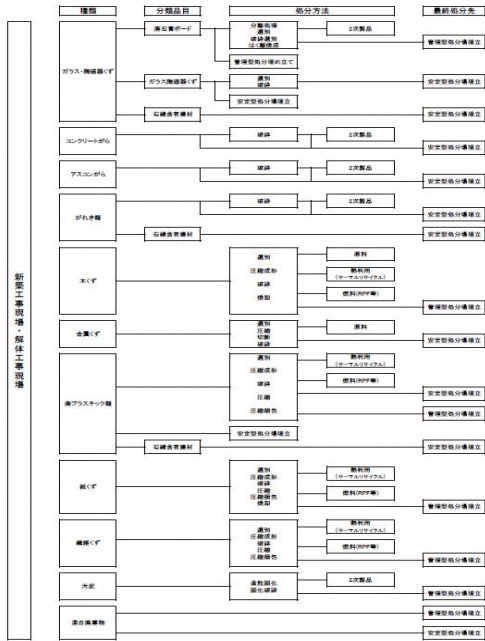 種類
分類品目
処分方法
最終処分先
新築工事現場・解体工事現場
ガラス・陶磁器くず
廃石膏ボード
分離処理
選別
破砕選別
はく離焼成
2次製品
管理型処分場埋立
管理型処分埋め立て
ガラス陶磁器くず
選別
破砕
安定型処分場埋立
安定型処分場埋立
石綿含有建材
安定型処分場埋立
コンクリートがら
破砕
2次製品
安定型処分場埋立
アスコンがら
破砕
2次製品
安定型処分場埋立
がれき類
破砕
2次製品
安定型処分場埋立
石綿含有建材
安定型処分場埋立
木くず
選別
圧縮成形
破砕
焼却
原料
熱利用
(サーマルリサイクル)
燃料(RPF等)
管理型処分場埋立
金属くず
選別
圧縮
切断
破砕
原料
安定型処分場埋立
廃プラスチック類
選別
圧縮成形
破砕
圧縮
圧縮梱包
熱利用
(サーマルリサイクル)
燃料(RPF等)
安定型処分場埋立
管理型処分場埋立
安定型処分場埋立
石綿含有建材
安定型処分場埋立
紙くず
選別
圧縮成形
破砕
圧縮
圧縮梱包
焼却
熱利用
(サーマルリサイクル)
燃料(RPF等)
管理型処分場埋立
繊維くず
選別
圧縮成形
破砕
圧縮
圧縮梱包
熱利用
(サーマルリサイクル)
燃料(RPF等)
管理型処分場埋立
汚泥
造粒固化
固化破砕
2次製品
管理型処分場埋立
混合廃棄物
管理型処分場埋立
安定型処分場埋立